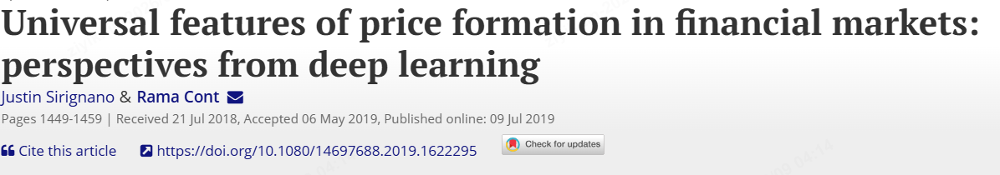 Universal features of price formation in financial markets:
perspectives from deep learning
Justin Sirignano & Rama Cont
Pages 1449-1459 | Received 21 Jul 2018, Accepted 06 May 2019, Published online: 09 Jul 2019
Cite this article https://doi.org/10.1080/14697688.2019.1622295 Check for updates